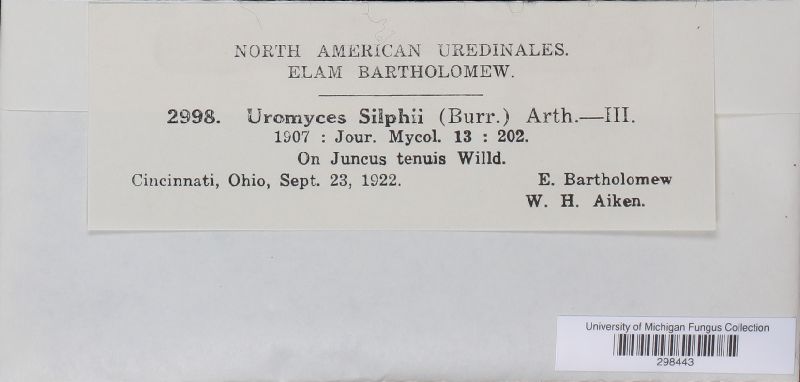 NORTH AMERICAN UREDINALES.
ELAM BARTHOLOMEW.
2998. Uromyces Silphii (Burr.) Arth.—III.
1907 : Jour. Mycol. 13 : 202.
On Juncus tenuis Willd.
Cincinnati, Ohio, Sept. 23, 1922. E. Bartholomew
W. H. Aiken.
University of Michigan Fungus Collection
298443